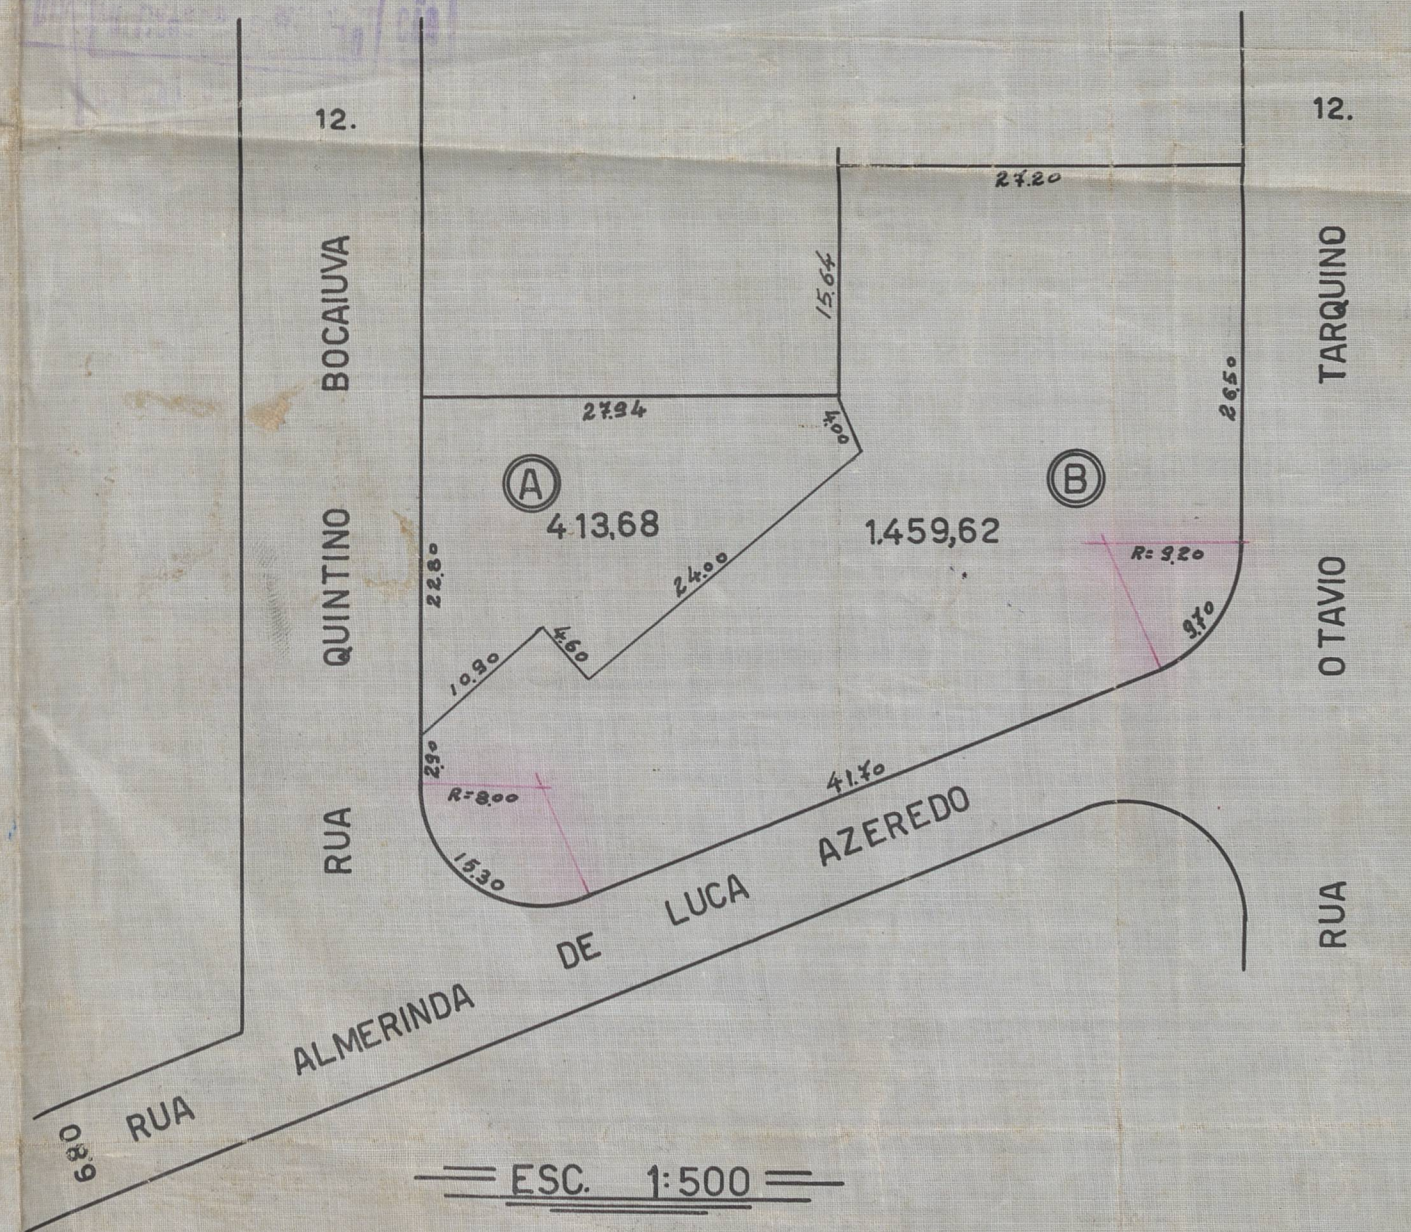 12.
12.
27.20
RUA QUINTINO BOCAIUVA
15.64
RUA OTAVIO TARQUINO
26,50
27.94
4.00
A
413,68
B
1.459,62
22.80
24.00
R= 9,20
9.70
10.90
4.60
2.90
R=8.00
15.30
41.70
RUA ALMERINDA DE LUCA AZEREDO
6.80
ESC. 1:500